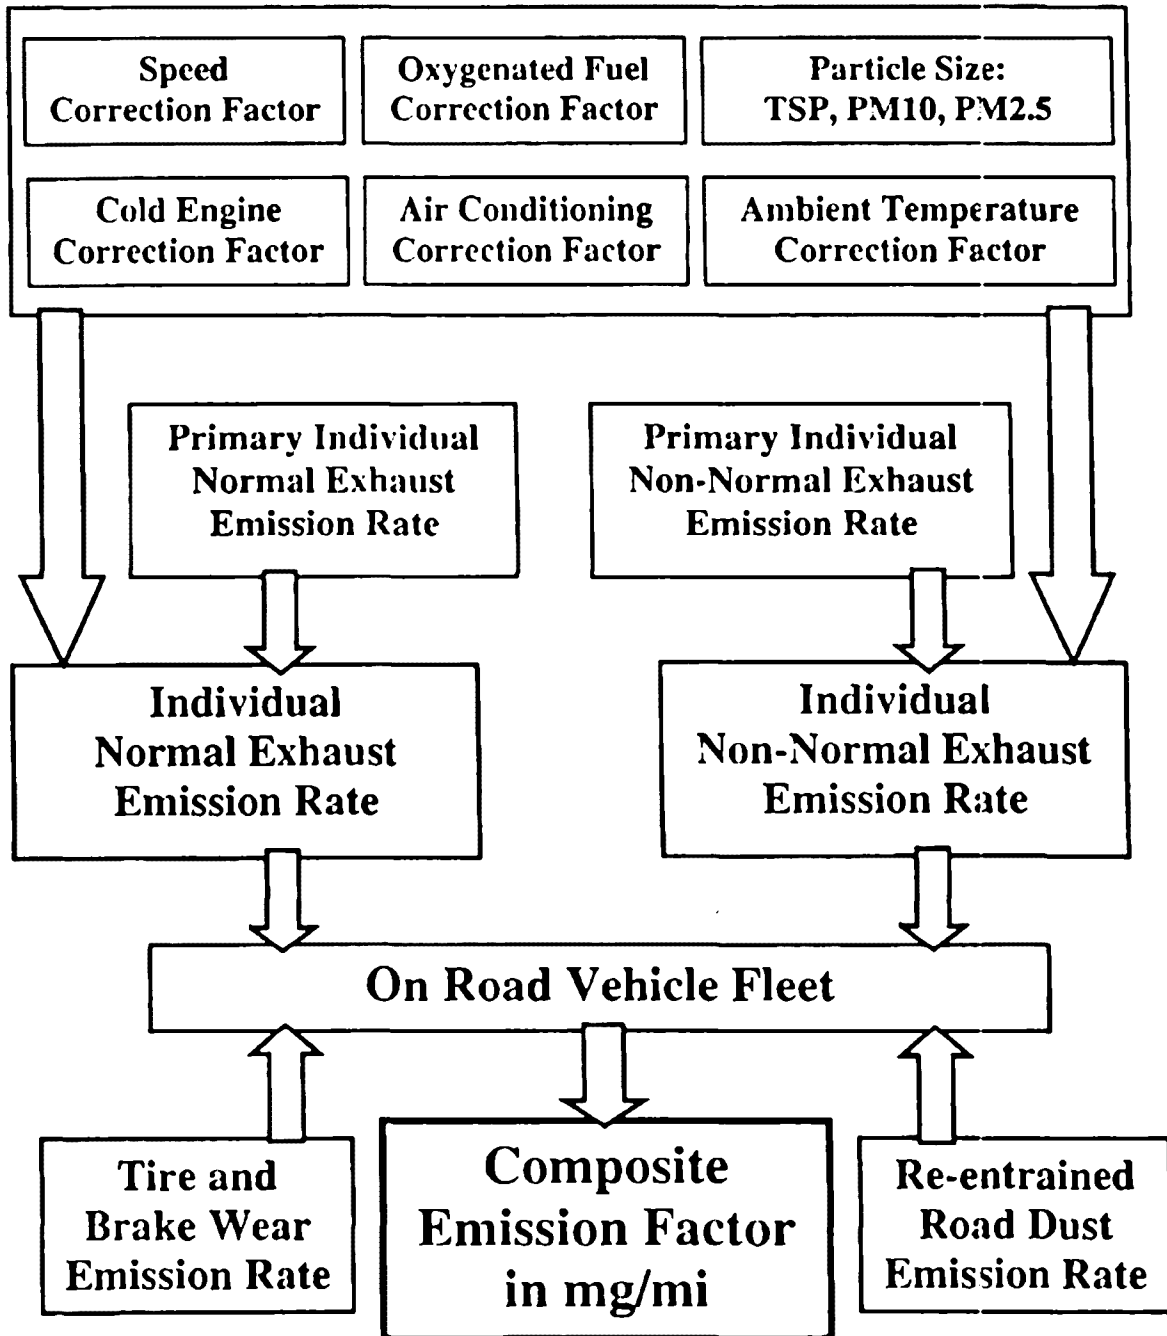 Speed
Correction Factor
Oxygenated Fuel
Correction Factor
Particle Size:
TSP, PM10, PM2.5
Cold Engine
Correction Factor
Air Conditioning
Correction Factor
Ambient Temperature
Correction Factor
Primary Individual
Normal Exhaust
Emission Rate
Primary Individual
Non-Normal Exhaust
Emission Rate
Individual
Normal Exhaust
Emission Rate
Individual
Non-Normal Exhaust
Emission Rate
On Road Vehicle Fleet
Tire and
Brake Wear
Emission Rate
Composite
Emission Factor
in mg/mi
Re-entrained
Road Dust
Emission Rate